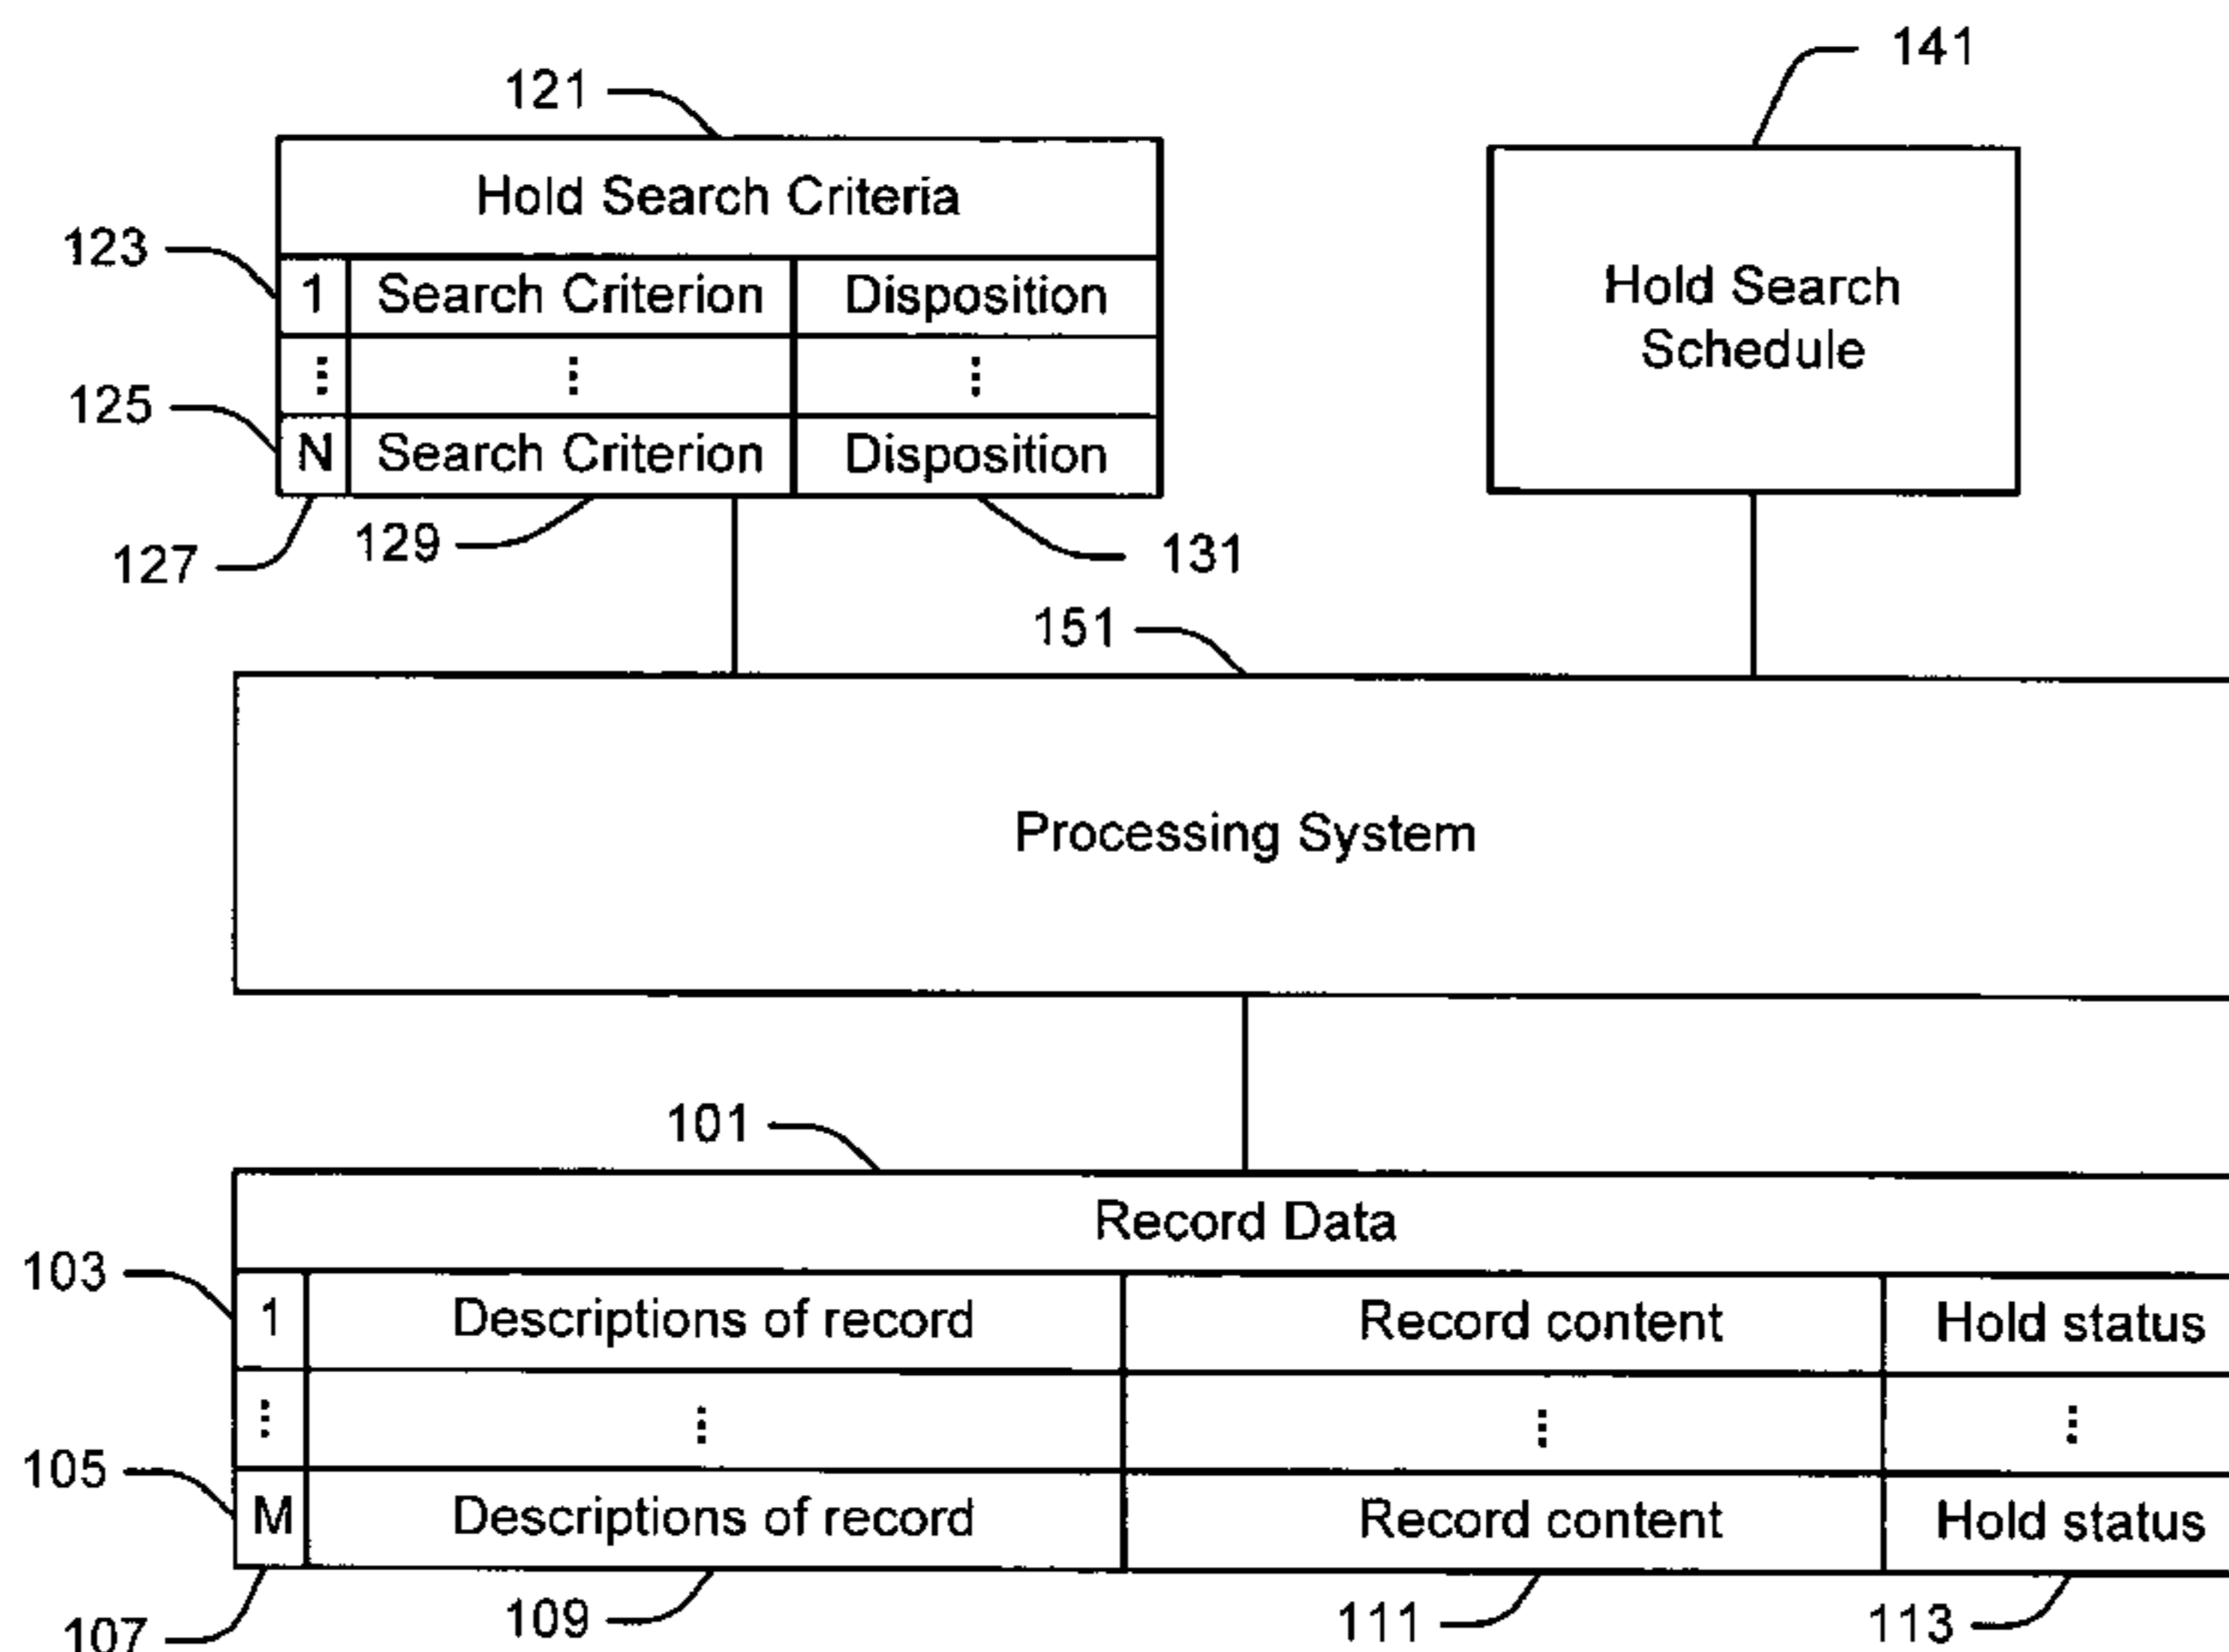 141
121
Hold Search Criteria
123
1 Search Criterion Disposition
⋮ ⋮ ⋮
125
N Search Criterion Disposition
127
129
131
Hold Search
Schedule
151
Processing System
101
Record Data
103
1 Descriptions of record Record content Hold status
⋮ ⋮ ⋮ ⋮
105
M Descriptions of record Record content Hold status
107
109
111
113